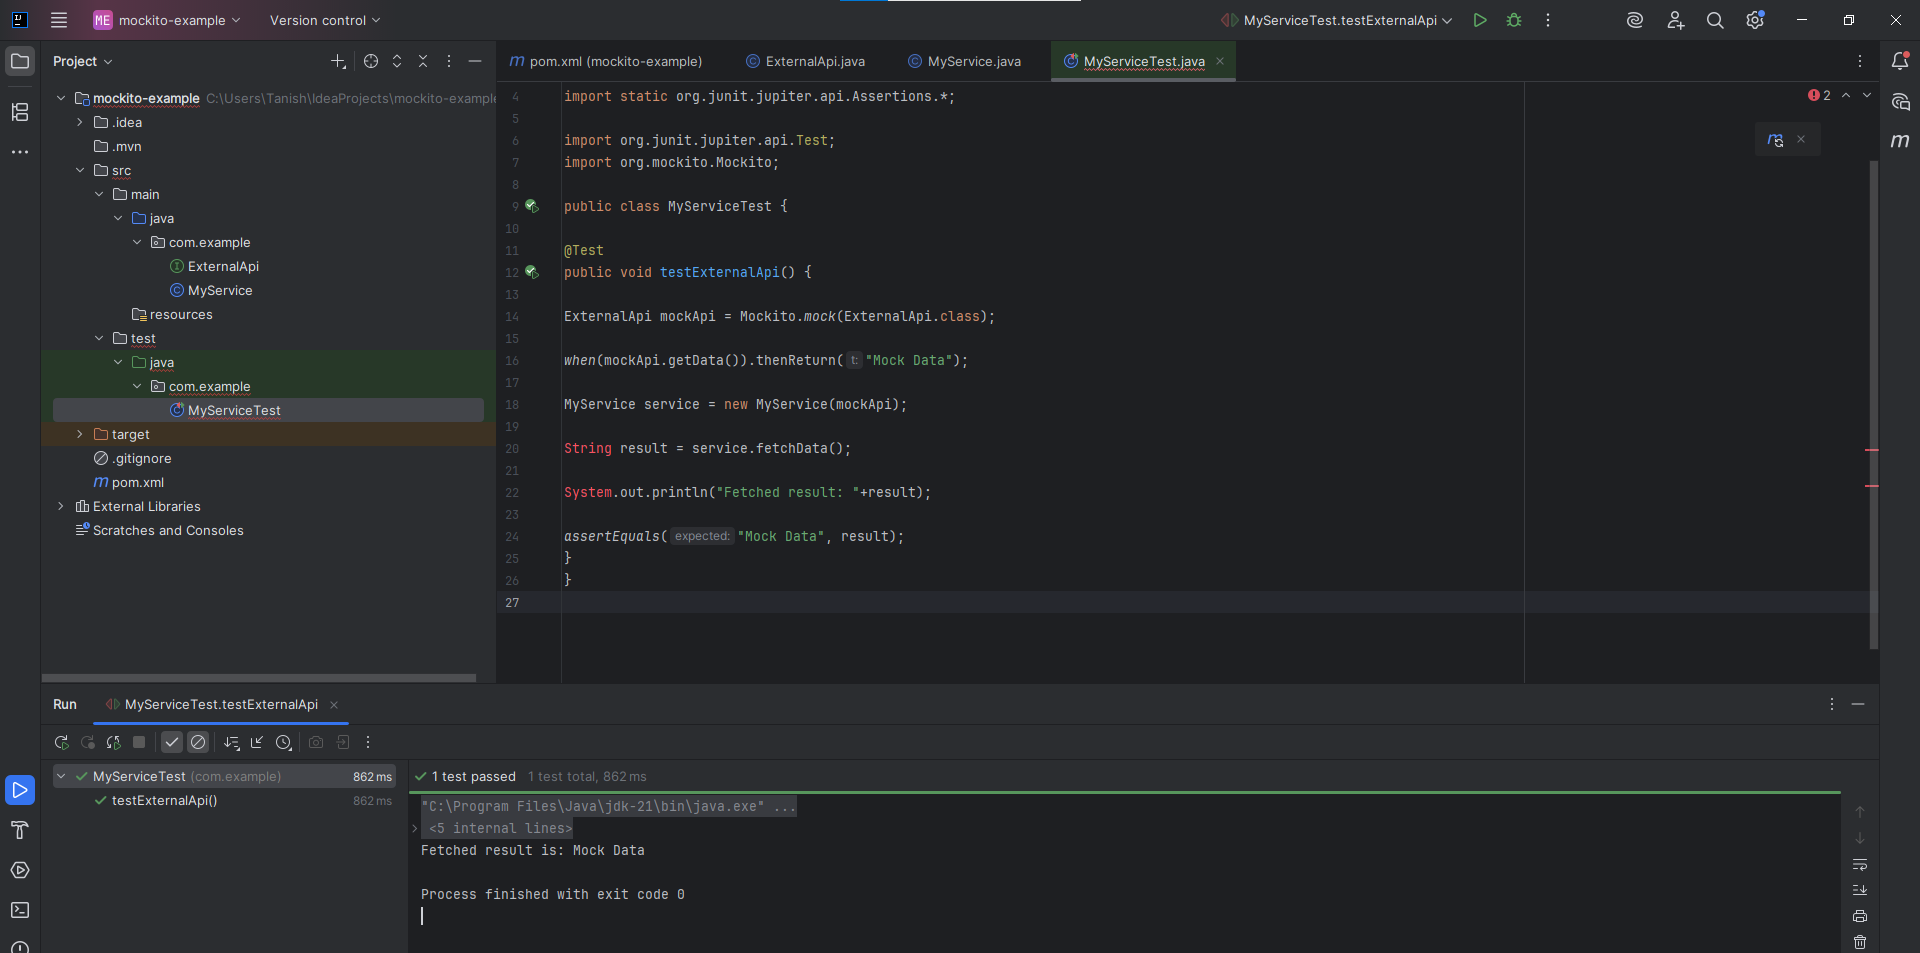 ME mockito-example Version control MyServiceTest.testExternalApi
Project
pom.xml (mockito-example) ExternalApi.java MyService.java MyServiceTest.java
mockito-example C:\Users\Tanish\IdeaProjects\mockito-example
.idea
.mvn
src
main
java
com.example
ExternalApi
MyService
resources
test
java
com.example
MyServiceTest
target
.gitignore
pom.xml
External Libraries
Scratches and Consoles
2
4 import static org.junit.jupiter.api.Assertions.*;
5
6 import org.junit.jupiter.api.Test;
7 import org.mockito.Mockito;
8
9 public class MyServiceTest {
10
11 @Test
12 public void testExternalApi() {
13
14 ExternalApi mockApi = Mockito.mock(ExternalApi.class);
15
16 when(mockApi.getData()).thenReturn( t: "Mock Data");
17
18 MyService service = new MyService(mockApi);
19
20 String result = service.fetchData();
21
22 System.out.println("Fetched result: "+result);
23
24 assertEquals( expected: "Mock Data", result);
25 }
26 }
27
Run MyServiceTest.testExternalApi
MyServiceTest (com.example) 862 ms
testExternalApi() 862 ms
1 test passed 1 test total, 862 ms
"C:\Program Files\Java\jdk-21\bin\java.exe" ...
<5 internal lines>
Fetched result is: Mock Data
Process finished with exit code 0